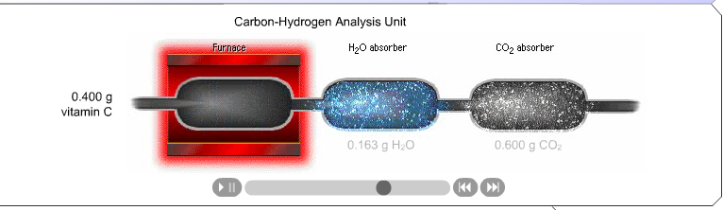 Carbon-Hydrogen Analysis Unit
Furnace
H₂O absorber
CO₂ absorber
0.400 g
vitamin C
0.163 g H₂O
0.600 g CO₂